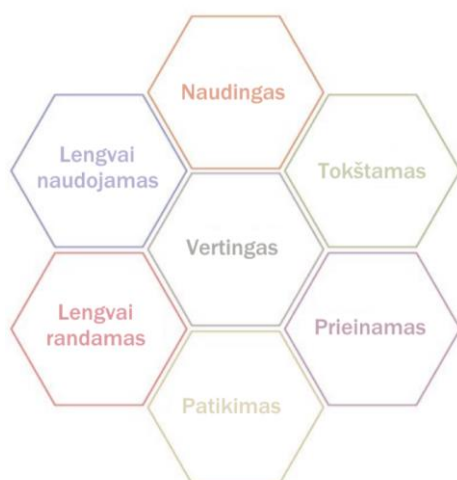 Naudingas
Lengvai
naudojamas
Tokštamas
Vertingas
Lengvai
randamas
Prieinamas
Patikimas